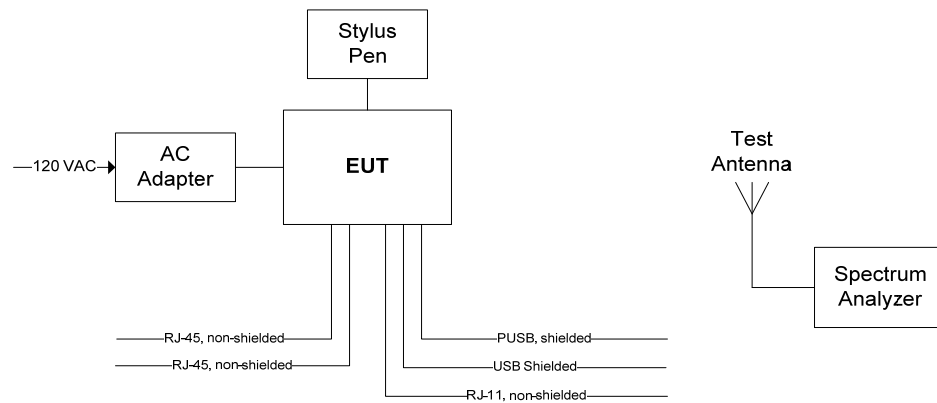 Stylus
Pen
120 VAC
AC
Adapter
EUT
Test
Antenna
Spectrum
Analyzer
RJ-45, non-shielded
PUSB, shielded
RJ-45, non-shielded
USB Shielded
RJ-11, non-shielded